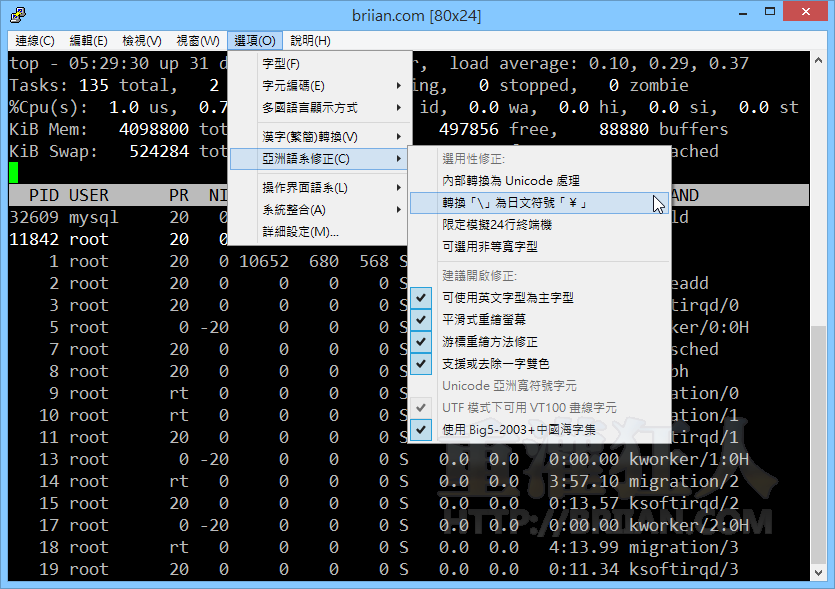 briian.com [80x24]
連線(C) 編輯(E) 檢視(V) 視窗(W) 選項(O) 說明(H)
top - 05:29:30 up 31 d
load average: 0.10, 0.29, 0.37
Tasks: 135 total, 2
ing, 0 stopped, 0 zombie
%Cpu(s): 1.0 us, 0.7
id, 0.0 wa, 0.0 hi, 0.0 si, 0.0 st
KiB Mem: 4098800 tot
497856 free, 88880 buffers
KiB Swap: 524284 tot
ached
字型(F)
字元編碼(E)
多國語言顯示方式
漢字(繁簡)轉換(V)
亞洲語系修正(C)
操作界面語系(L)
系統整合(A)
詳細設定(M)...
選用性修正:
內部轉換為 Unicode 處理
轉換「\」為日文符號「¥」
限定模擬24行終端機
可選用非等寬字型
建議開啟修正:
可使用英文字型為主字型
平滑式重繪螢幕
游標重繪方法修正
支援或去除一字雙色
Unicode 亞洲寬符號字元
UTF 模式下可用 VT100 畫線字元
使用 Big5-2003+中國海字集
PID USER PR NI AND
32609 mysql 20 0 ld
11842 root 20 0
1 root 20 0 10652 680 568 S
2 root 20 0 0 0 0 S eadd
3 root 20 0 0 0 0 S tirqd/0
5 root 0 -20 0 0 0 S ker/0:0H
7 root 20 0 0 0 0 S sched
8 root 20 0 0 0 0 S ph
9 root rt 0 0 0 0 S ation/0
10 root rt 0 0 0 0 S ation/1
11 root 20 0 0 0 0 S tirqd/1
13 root 0 -20 0 0 0 S 0.0 0.0 0:00.00 kworker/1:0H
14 root rt 0 0 0 0 S 0.0 0.0 3:57.10 migration/2
15 root 20 0 0 0 0 S 0.0 0.0 0:13.57 ksoftirqd/2
17 root 0 -20 0 0 0 S 0.0 0.0 0:00.00 kworker/2:0H
18 root rt 0 0 0 0 S 0.0 0.0 4:13.99 migration/3
19 root 20 0 0 0 0 S 0.0 0.0 0:11.34 ksoftirqd/3
重灌狂人
HTTP://BRIIAN.COM